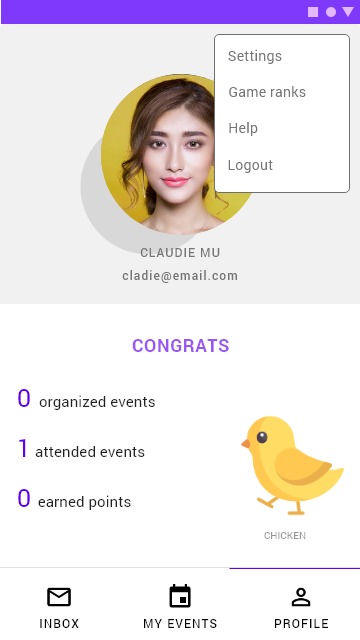 Settings
Game ranks
Help
Logout
CLAUDIE MU
cladie@email.com
CONGRATS
0 organized events
1 attended events
0 earned points
CHICKEN
INBOX
MY EVENTS
PROFILE